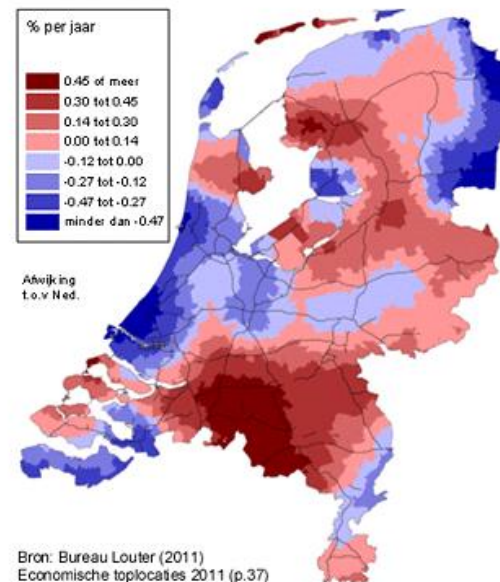 % per jaar
0.45 of meer
0.30 tot 0.45
0.14 tot 0.30
0.00 tot 0.14
-0.12 tot 0.00
-0.27 tot -0.12
-0.47 tot -0.27
minder dan -0.47
Afwijking
t.o.v Ned.
Bron: Bureau Louter (2011)
Economische toplocaties 2011 (p.37)